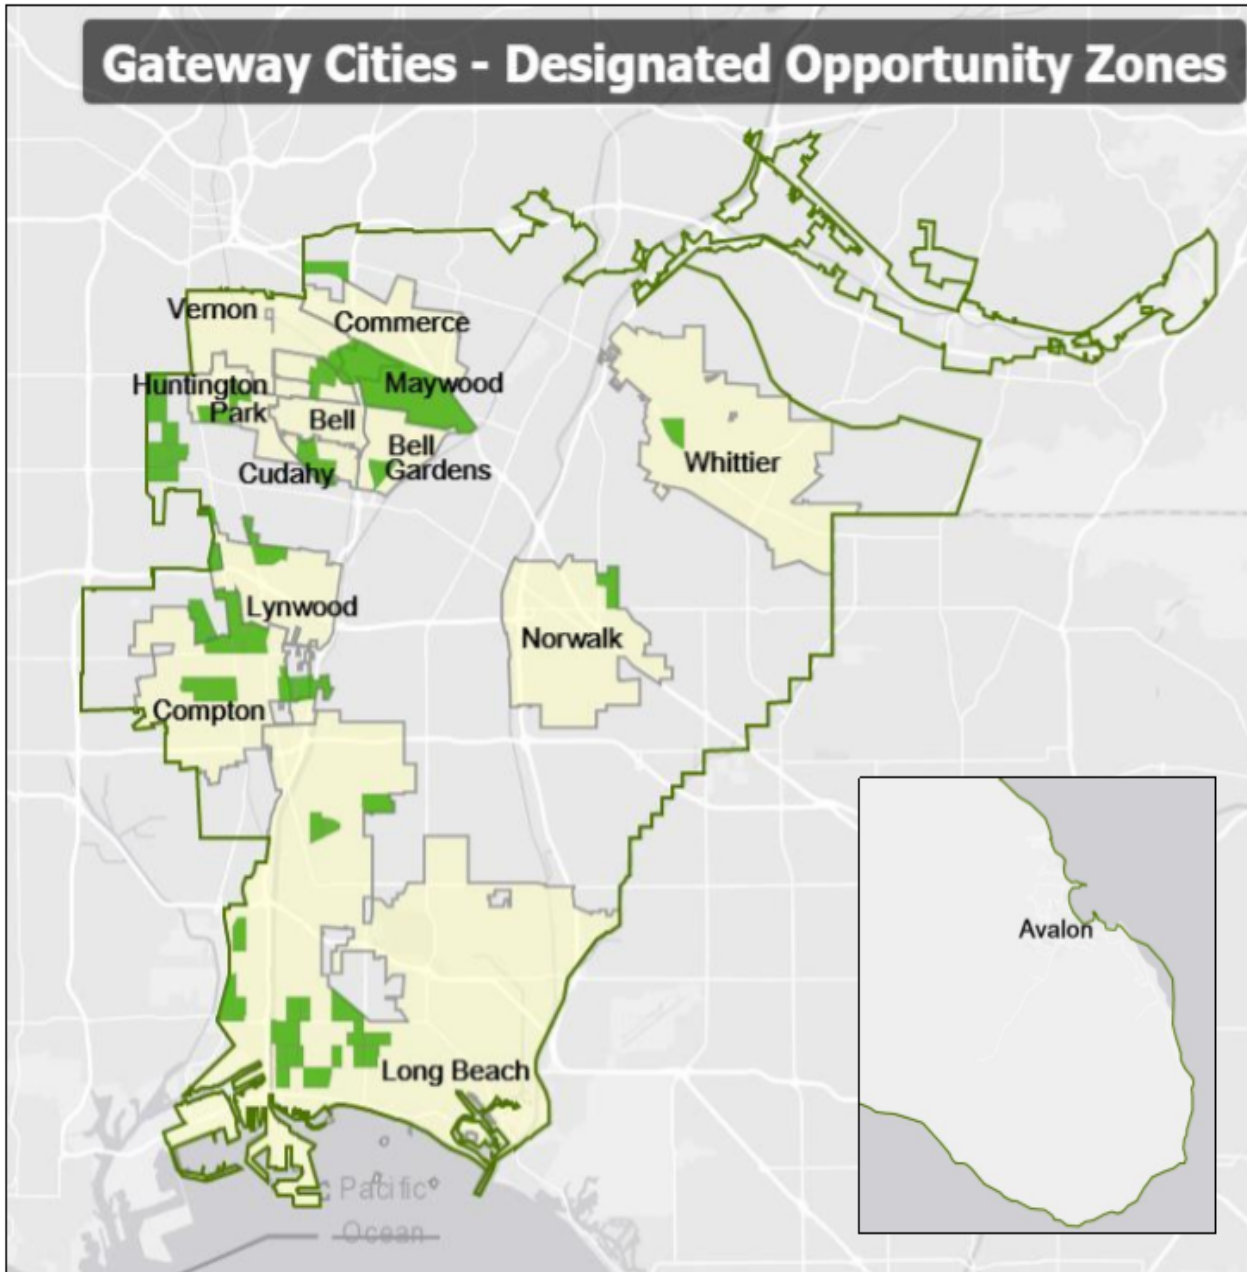 Gateway Cities - Designated Opportunity Zones
Vernon
Commerce
Huntington
Park
Maywood
Bell
Bell
Gardens
Cudahy
Whittier
Lynwood
Norwalk
Compton
Avalon
Long Beach
Pacific
Ocean